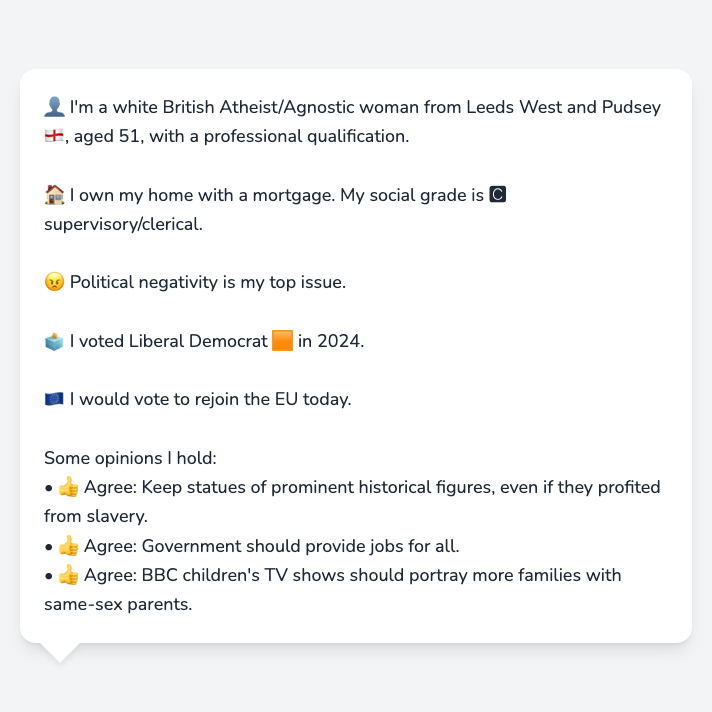 👤 I'm a white British Atheist/Agnostic woman from Leeds West and Pudsey
🏴󠁧󠁢󠁥󠁮󠁧󠁿, aged 51, with a professional qualification.
🏠 I own my home with a mortgage. My social grade is 🅲
supervisory/clerical.
😠 Political negativity is my top issue.
🗳️ I voted Liberal Democrat 🟧 in 2024.
🇪🇺 I would vote to rejoin the EU today.
Some opinions I hold:
• 👍 Agree: Keep statues of prominent historical figures, even if they profited
from slavery.
• 👍 Agree: Government should provide jobs for all.
• 👍 Agree: BBC children's TV shows should portray more families with
same-sex parents.